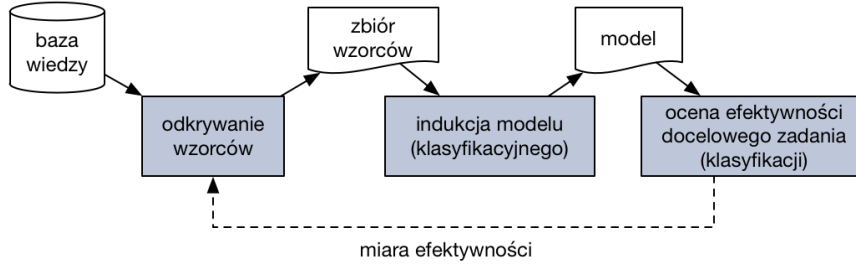 baza
wiedzy
zbiór
wzorców
model
odkrywanie
wzorców
indukcja modelu
(klasyfikacyjnego)
ocena efektywności
docelowego zadania
(klasyfikacji)
miara efektywności